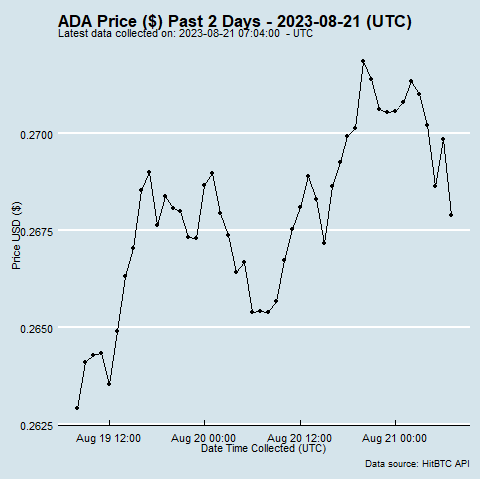 ADA Price ($) Past 2 Days - 2023-08-21 (UTC)
Latest data collected on: 2023-08-21 07:04:00  - UTC
0.2700
0.2675
0.2650
0.2625
Price USD ($)
Aug 19 12:00
Aug 20 00:00
Aug 20 12:00
Aug 21 00:00
Date Time Collected (UTC)
Data source: HitBTC API